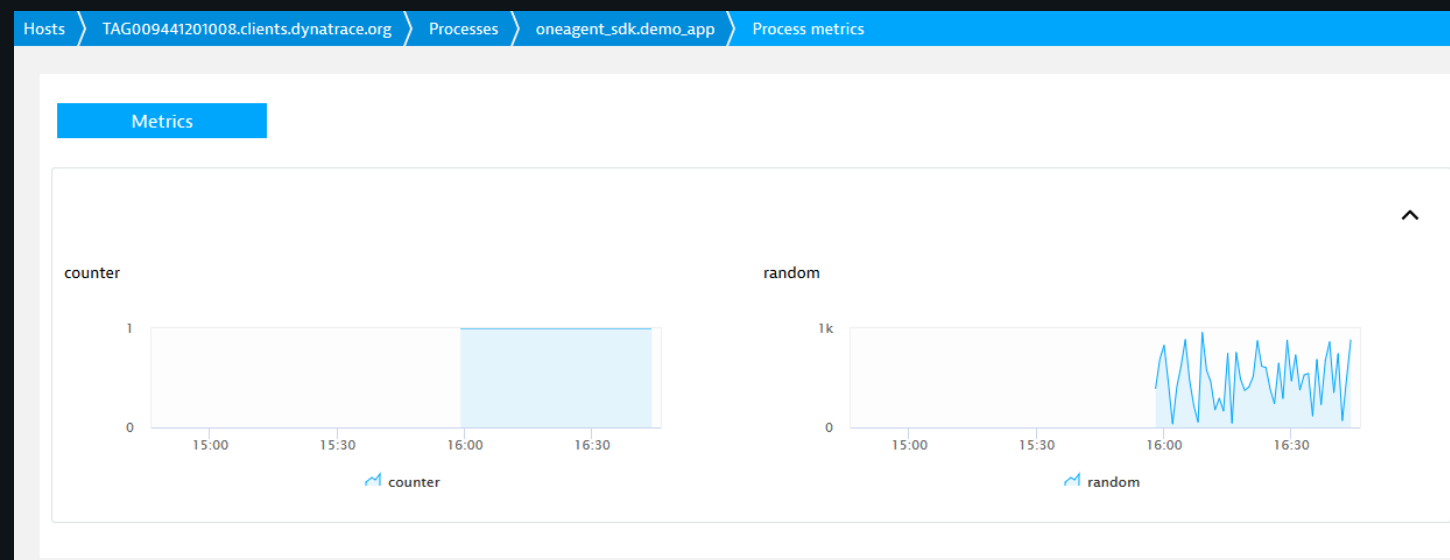 Hosts TAG009441201008.clients.dynatrace.org Processes oneagent_sdk.demo_app Process metrics
Metrics
counter
1
0
15:00 15:30 16:00 16:30
counter
random
1k
0
15:00 15:30 16:00 16:30
random